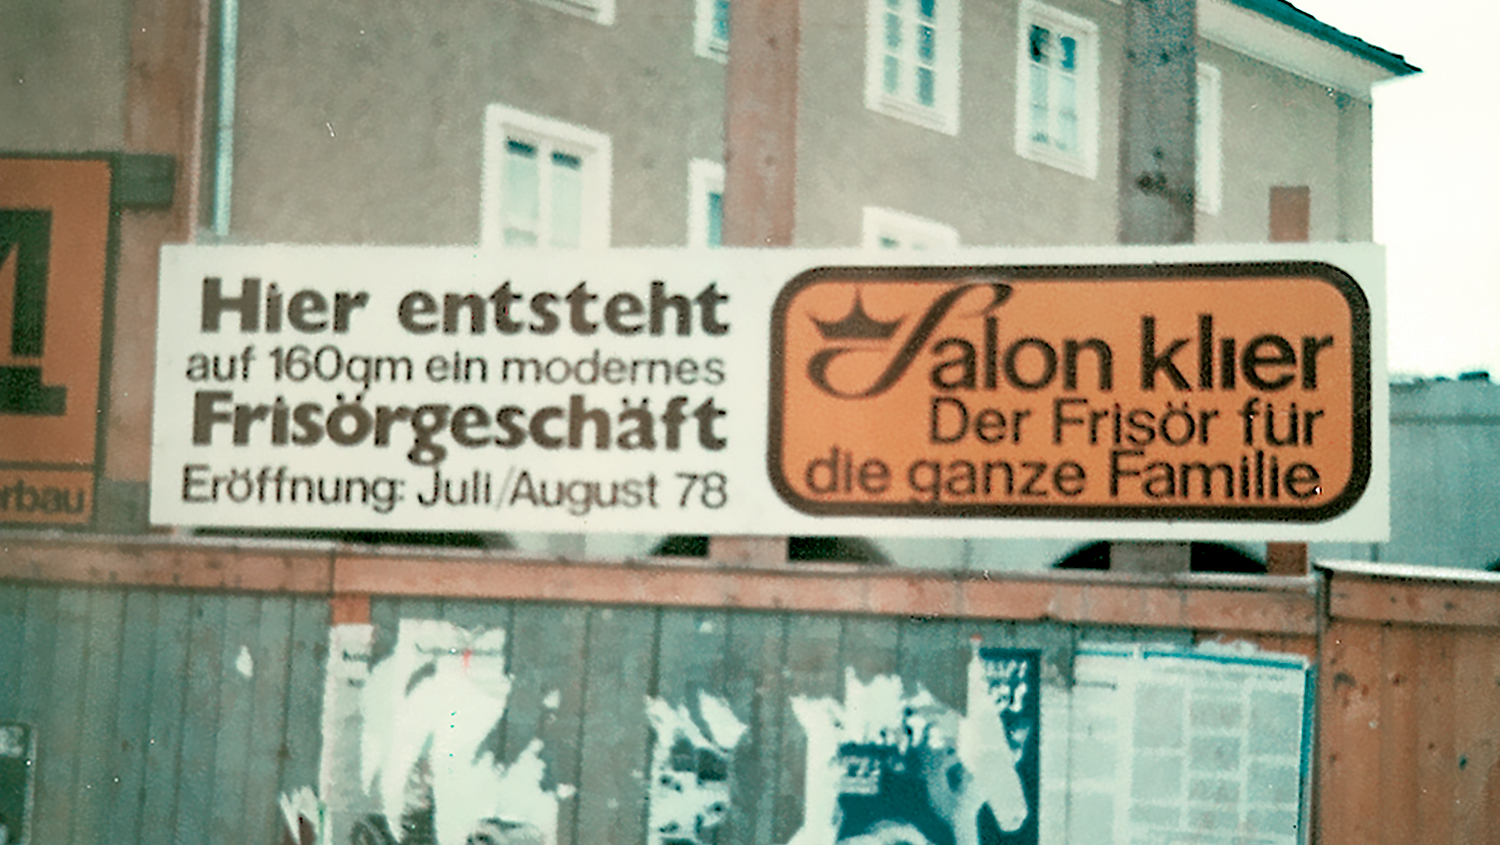 Hier entsteht
auf 160qm ein modernes
Frisörgeschäft
Eröffnung: Juli/August 78
Salon klier
Der Frisör für
die ganze Familie
rbau